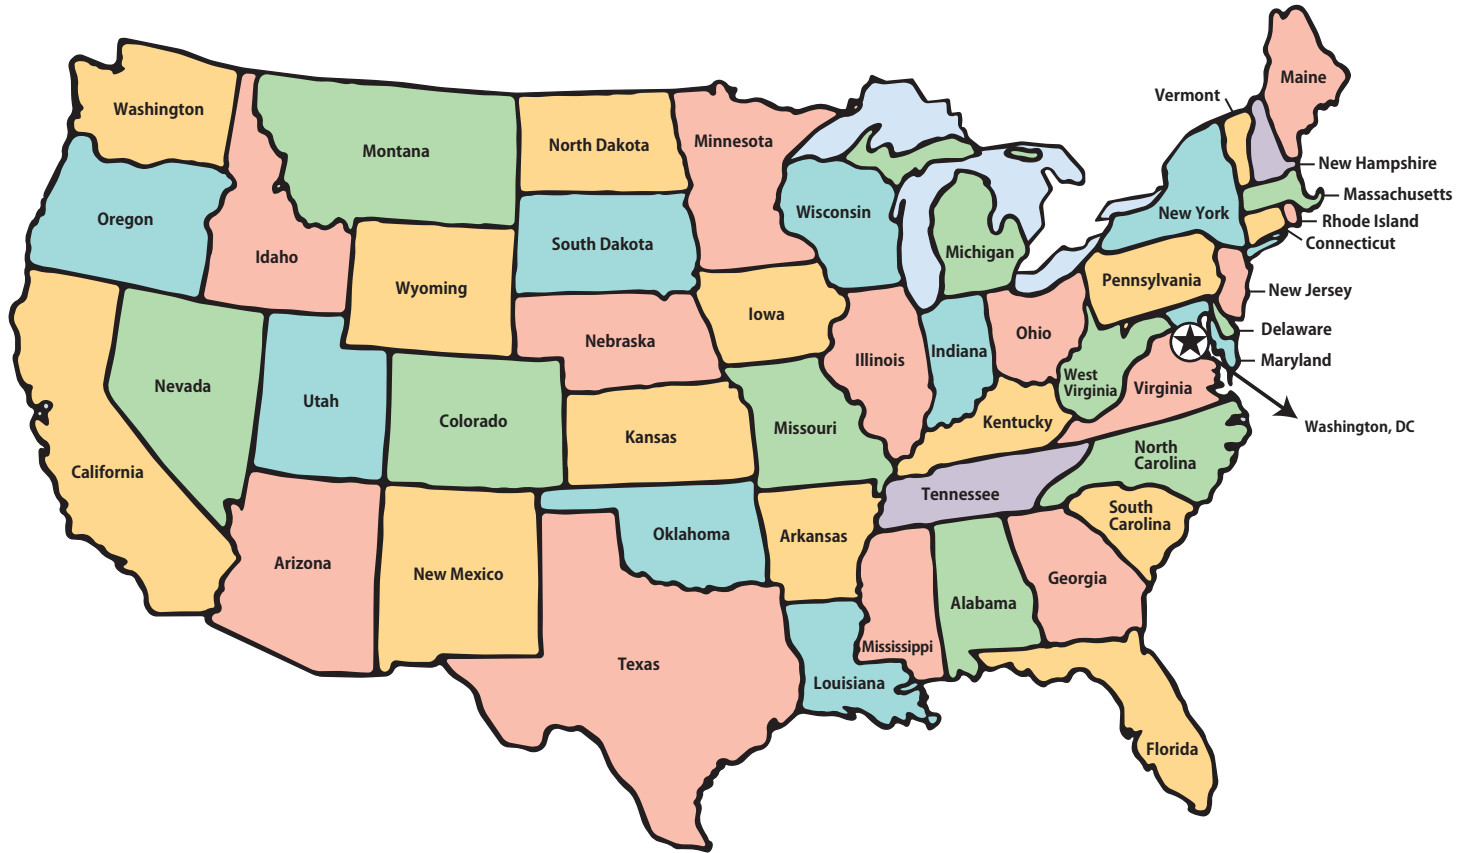 Maine
Vermont
Washington
Minnesota
North Dakota
Montana
New Hampshire
Massachusetts
Wisconsin
New York
Oregon
Rhode Island
South Dakota
Connecticut
Michigan
Idaho
Pennsylvania
Wyoming
New Jersey
Iowa
Delaware
Ohio
Nebraska
Indiana
Illinois
Maryland
West
Virginia
Nevada
Virginia
Utah
Colorado
Kentucky
Missouri
Washington, DC
Kansas
North
Carolina
California
Tennessee
South
Carolina
Oklahoma
Arkansas
Arizona
New Mexico
Georgia
Alabama
Mississippi
Texas
Louisiana
Florida